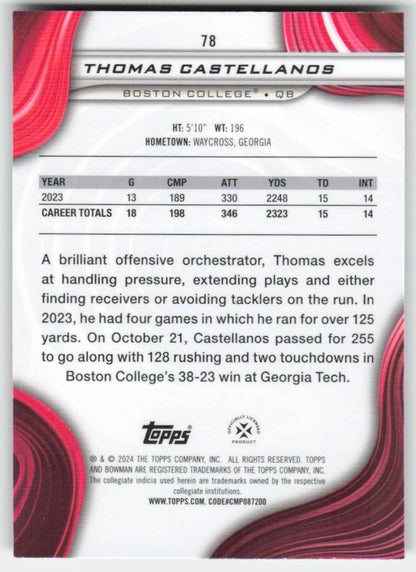 78
THOMAS CASTELLANOS
BOSTON COLLEGE® • QB
HT: 5'10" WT: 196
HOMETOWN: WAYCROSS, GEORGIA
YEAR G CMP ATT YDS TD INT
2023 13 189 330 2248 15 14
CAREER TOTALS 18 198 346 2323 15 14
A brilliant offensive orchestrator, Thomas excels
at handling pressure, extending plays and either
finding receivers or avoiding tacklers on the run. In
2023, he had four games in which he ran for over 125
yards. On October 21, Castellanos passed for 255
to go along with 128 rushing and two touchdowns in
Boston College's 38-23 win at Georgia Tech.
topps®
OFFICIALLY LICENSED
PRODUCT
® & © 2024 THE TOPPS COMPANY, INC. ALL RIGHTS RESERVED. TOPPS
AND BOWMAN ARE REGISTERED TRADEMARKS OF THE TOPPS COMPANY, INC.
The collegiate indicia used herein are trademarks owned by the respective
collegiate institutions.
WWW.TOPPS.COM. CODE#CMP087200